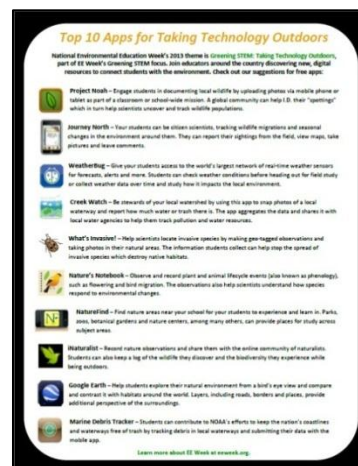 Top 10 Apps for Taking Technology Outdoors
National Environmental Education Week's 2013 theme is Greening STEM: Taking Technology Outdoors,
part of EE Week's Greening STEM focus. Join educators around the country discovering new, digital
resources to connect students with the environment. Check out our suggestions for free apps:
Project Noah – Engage students in documenting local wildlife by uploading photos via mobile phone or
tablet as part of a classroom or school-wide mission. A global community can help I.D. their "spottings"
which in turn help scientists uncover and track wildlife populations.
Journey North – Your students can be citizen scientists, tracking wildlife migrations and seasonal
changes in the environment around them. They can report their sightings from the field, view maps, take
pictures and leave comments.
WeatherBug – Give your students access to the world's largest network of real-time weather sensors
for forecasts, alerts and more. Students can check weather conditions before heading out for field study
or collect weather data over time and study how it impacts the local environment.
Creek Watch – Be stewards of your local watershed by using this app to snap photos of a local
waterway and report how much water or trash there is. The app aggregates the data and shares it with
local water agencies to help them track pollution and water resources.
What's Invasive! – Help scientists locate invasive species by making geo-tagged observations and
taking photos in their natural areas. The information students collect can help stop the spread of
invasive species which destroy native habitats.
Nature's Notebook – Observe and record plant and animal lifecycle events (also known as phenology),
such as flowering and bird migration. The observations also help scientists understand how species
respond to environmental changes.
NF
NatureFind – Find nature areas near your school for your students to experience and learn in. Parks,
zoos, botanical gardens and nature centers, among many others, can provide places for study across
subject areas.
iNaturalist – Record nature observations and share them with the online community of naturalists.
Students can also keep a log of the wildlife they discover and the biodiversity they experience while
being outdoors.
Google Earth – Help students explore their natural environment from a bird's eye view and compare
and contrast it with habitats around the world. Layers, including roads, borders and places, provide
additional perspective of the surroundings.
Marine Debris Tracker – Students can contribute to NOAA's efforts to keep the nation's coastlines
and waterways free of trash by tracking debris in local waterways and submitting their data with the
mobile app.
Learn more about EE Week at eeweek.org.